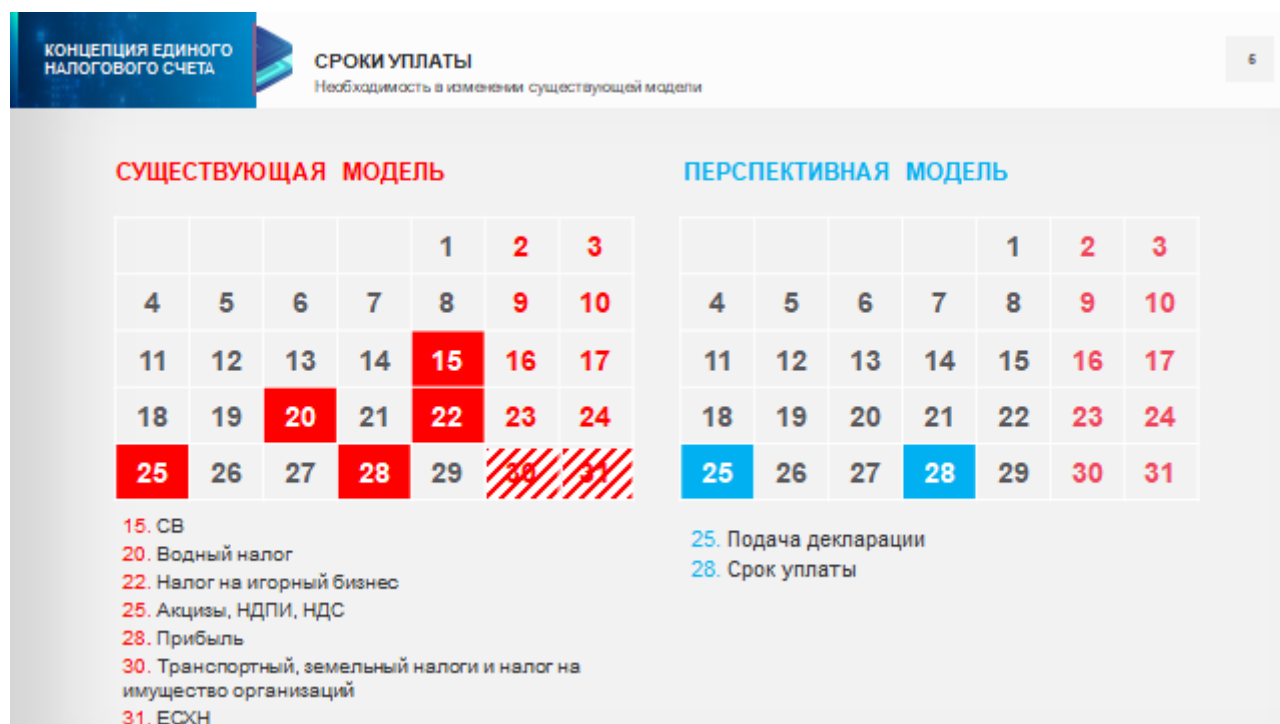 КОНЦЕПЦИЯ ЕДИНОГО
НАЛОГОВОГО СЧЕТА
СРОКИ УПЛАТЫ
Необходимость в изменении существующей модели
5
СУЩЕСТВУЮЩАЯ МОДЕЛЬ
1 2 3
4 5 6 7 8 9 10
11 12 13 14 15 16 17
18 19 20 21 22 23 24
25 26 27 28 29 30 31
15. СВ
20. Водный налог
22. Налог на игорный бизнес
25. Акцизы, НДПИ, НДС
28. Прибыль
30. Транспортный, земельный налоги и налог на
имущество организаций
31. ЕСХН
ПЕРСПЕКТИВНАЯ МОДЕЛЬ
1 2 3
4 5 6 7 8 9 10
11 12 13 14 15 16 17
18 19 20 21 22 23 24
25 26 27 28 29 30 31
25. Подача декларации
28. Срок уплаты